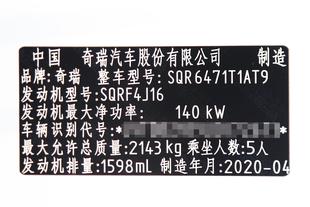 中国 奇瑞汽车股份有限公司 制造
品牌:奇瑞 整车型号:SQR6471T1AT9
发动机型号:SQRF4J16
发动机最大净功率: 140 kW
车辆识别代号:*
最大允许总质量:2143 kg 乘坐人数:5人
发动机排量:1598mL 制造年月:2020-04